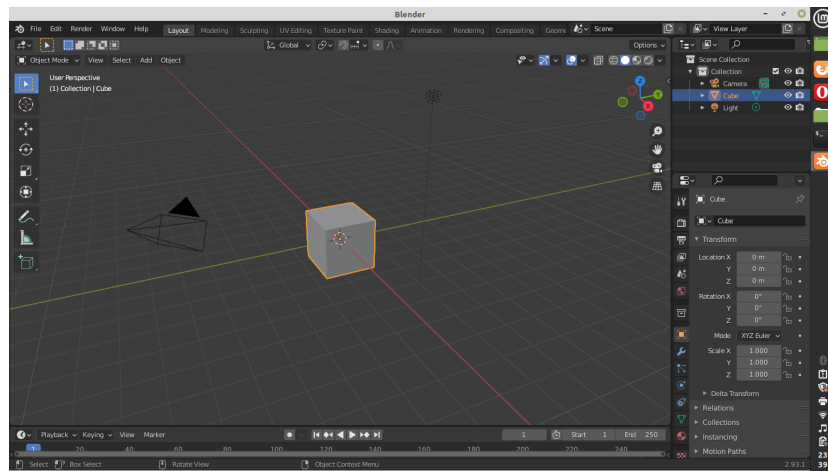 Blender
File Edit Render Window Help Layout Modeling Sculpting UV Editing Texture Paint Shading Animation Rendering Compositing Geome Scene View Layer
Global Options
Object Mode View Select Add Object
User Perspective
(1) Collection | Cube
Z
Y
X
Scene Collection
Collection
Camera
Cube
Light
Cube
Cube
Transform
Location X 0 m
Y 0 m
Z 0 m
Rotation X 0°
Y 0°
Z 0°
Mode XYZ Euler
Scale X 1.000
Y 1.000
Z 1.000
Delta Transform
Relations
Collections
Instancing
Motion Paths
Playback Keying View Marker 1 Start 1 End 250
1 20 40 60 80 100 120 140 160 180 200 220 240
Select Box Select Rotate View Object Context Menu 2.93.1
23
39